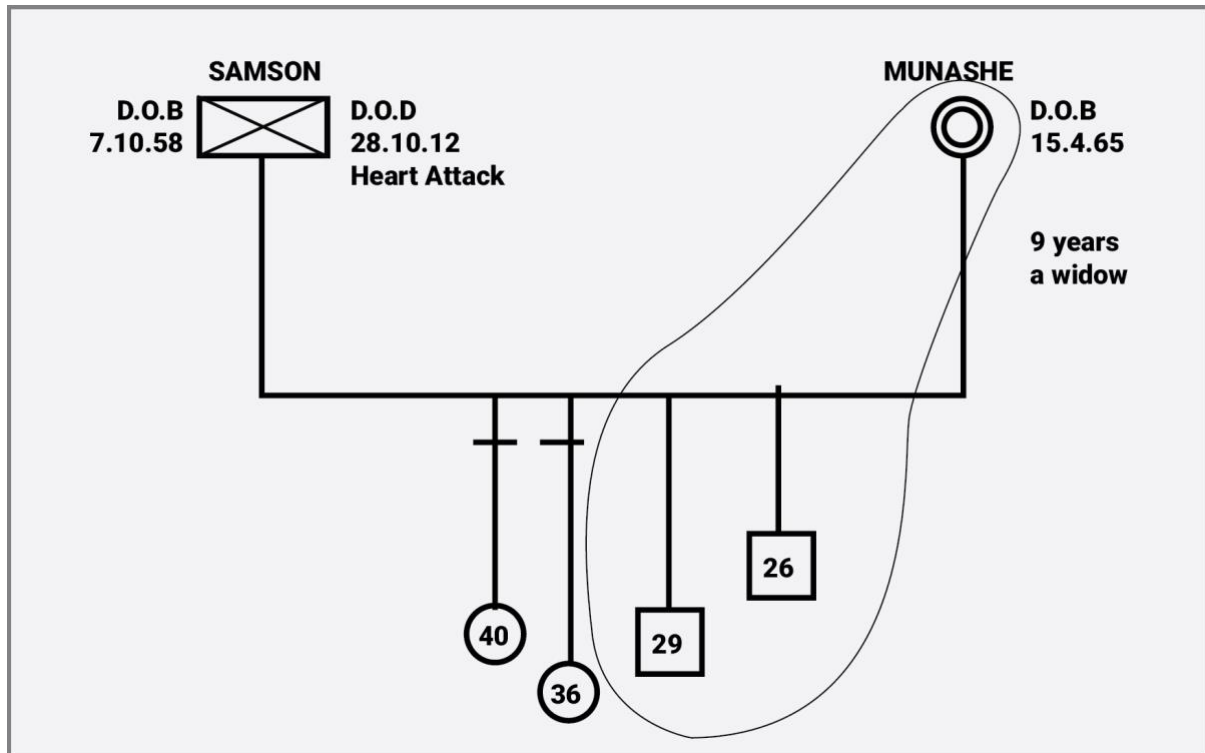 SAMSON
D.O.B
7.10.58
D.O.D
28.10.12
Heart Attack
MUNASHE
D.O.B
15.4.65
9 years
a widow
40
36
29
26